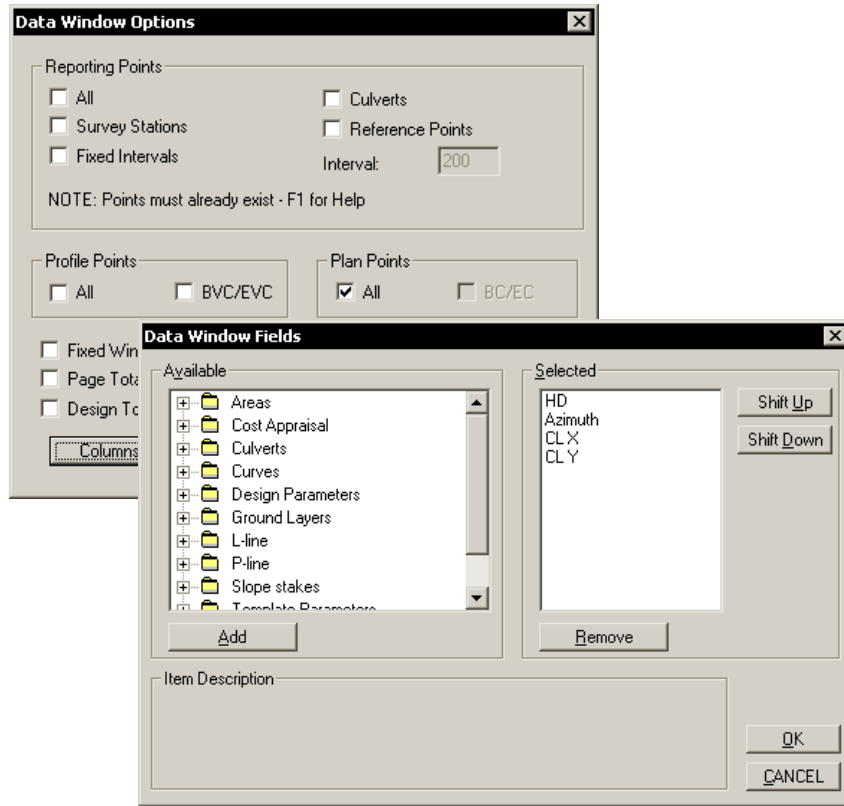 Data Window Options
Reporting Points
All
Culverts
Survey Stations
Reference Points
Fixed Intervals
Interval:
200
NOTE: Points must already exist - F1 for Help
Profile Points
All
BVC/EVC
Plan Points
All
BC/EC
Fixed Win
Page Tota
Design To
Columns
Data Window Fields
Available
Areas
Cost Appraisal
Culverts
Curves
Design Parameters
Ground Layers
L-line
P-line
Slope stakes
Template Parameters
Add
Selected
HD
Azimuth
CL X
CL Y
Shift Up
Shift Down
Remove
Item Description
OK
CANCEL